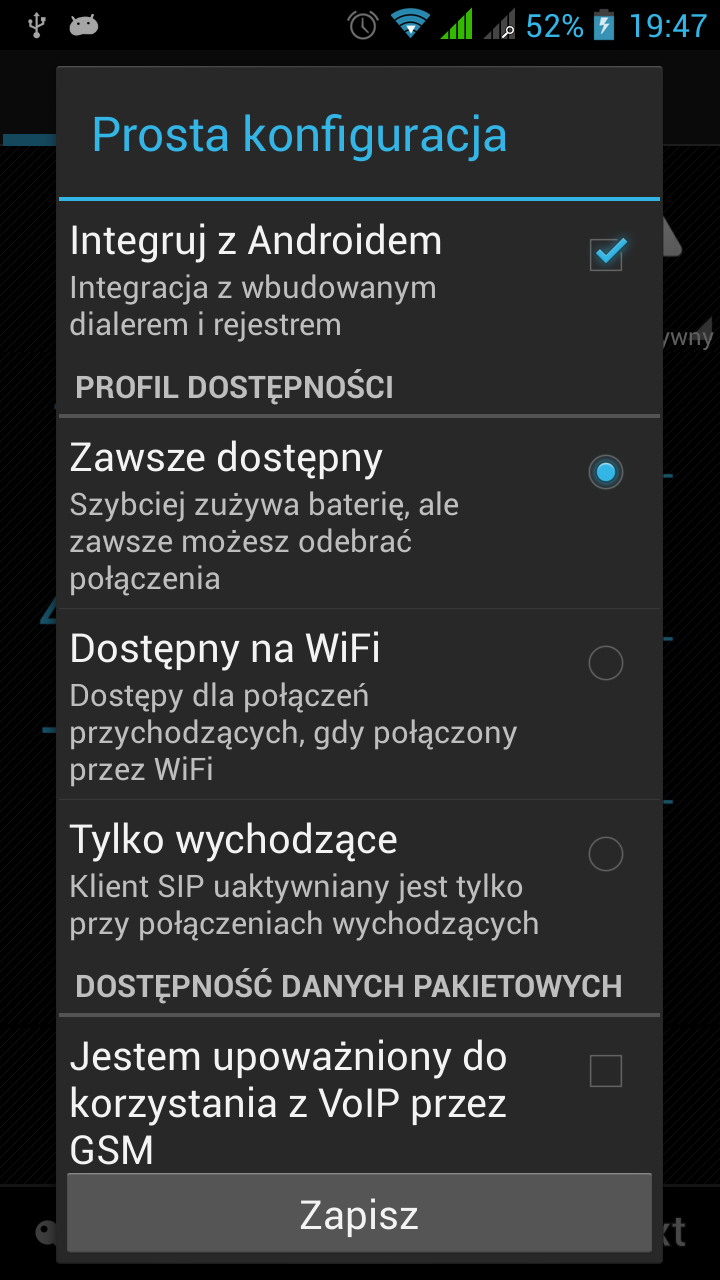 52% 19:47
Prosta konfiguracja
Integruj z Androidem
Integracja z wbudowanym
dialerem i rejestrem
PROFIL DOSTĘPNOŚCI
Zawsze dostępny
Szybciej zużywa baterię, ale
zawsze możesz odebrać
połączenia
Dostępny na WiFi
Dostępy dla połączeń
przychodzących, gdy połączony
przez WiFi
Tylko wychodzące
Klient SIP uaktywniany jest tylko
przy połączeniach wychodzących
DOSTĘPNOŚĆ DANYCH PAKIETOWYCH
Jestem upoważniony do
korzystania z VoIP przez
GSM
Zapisz